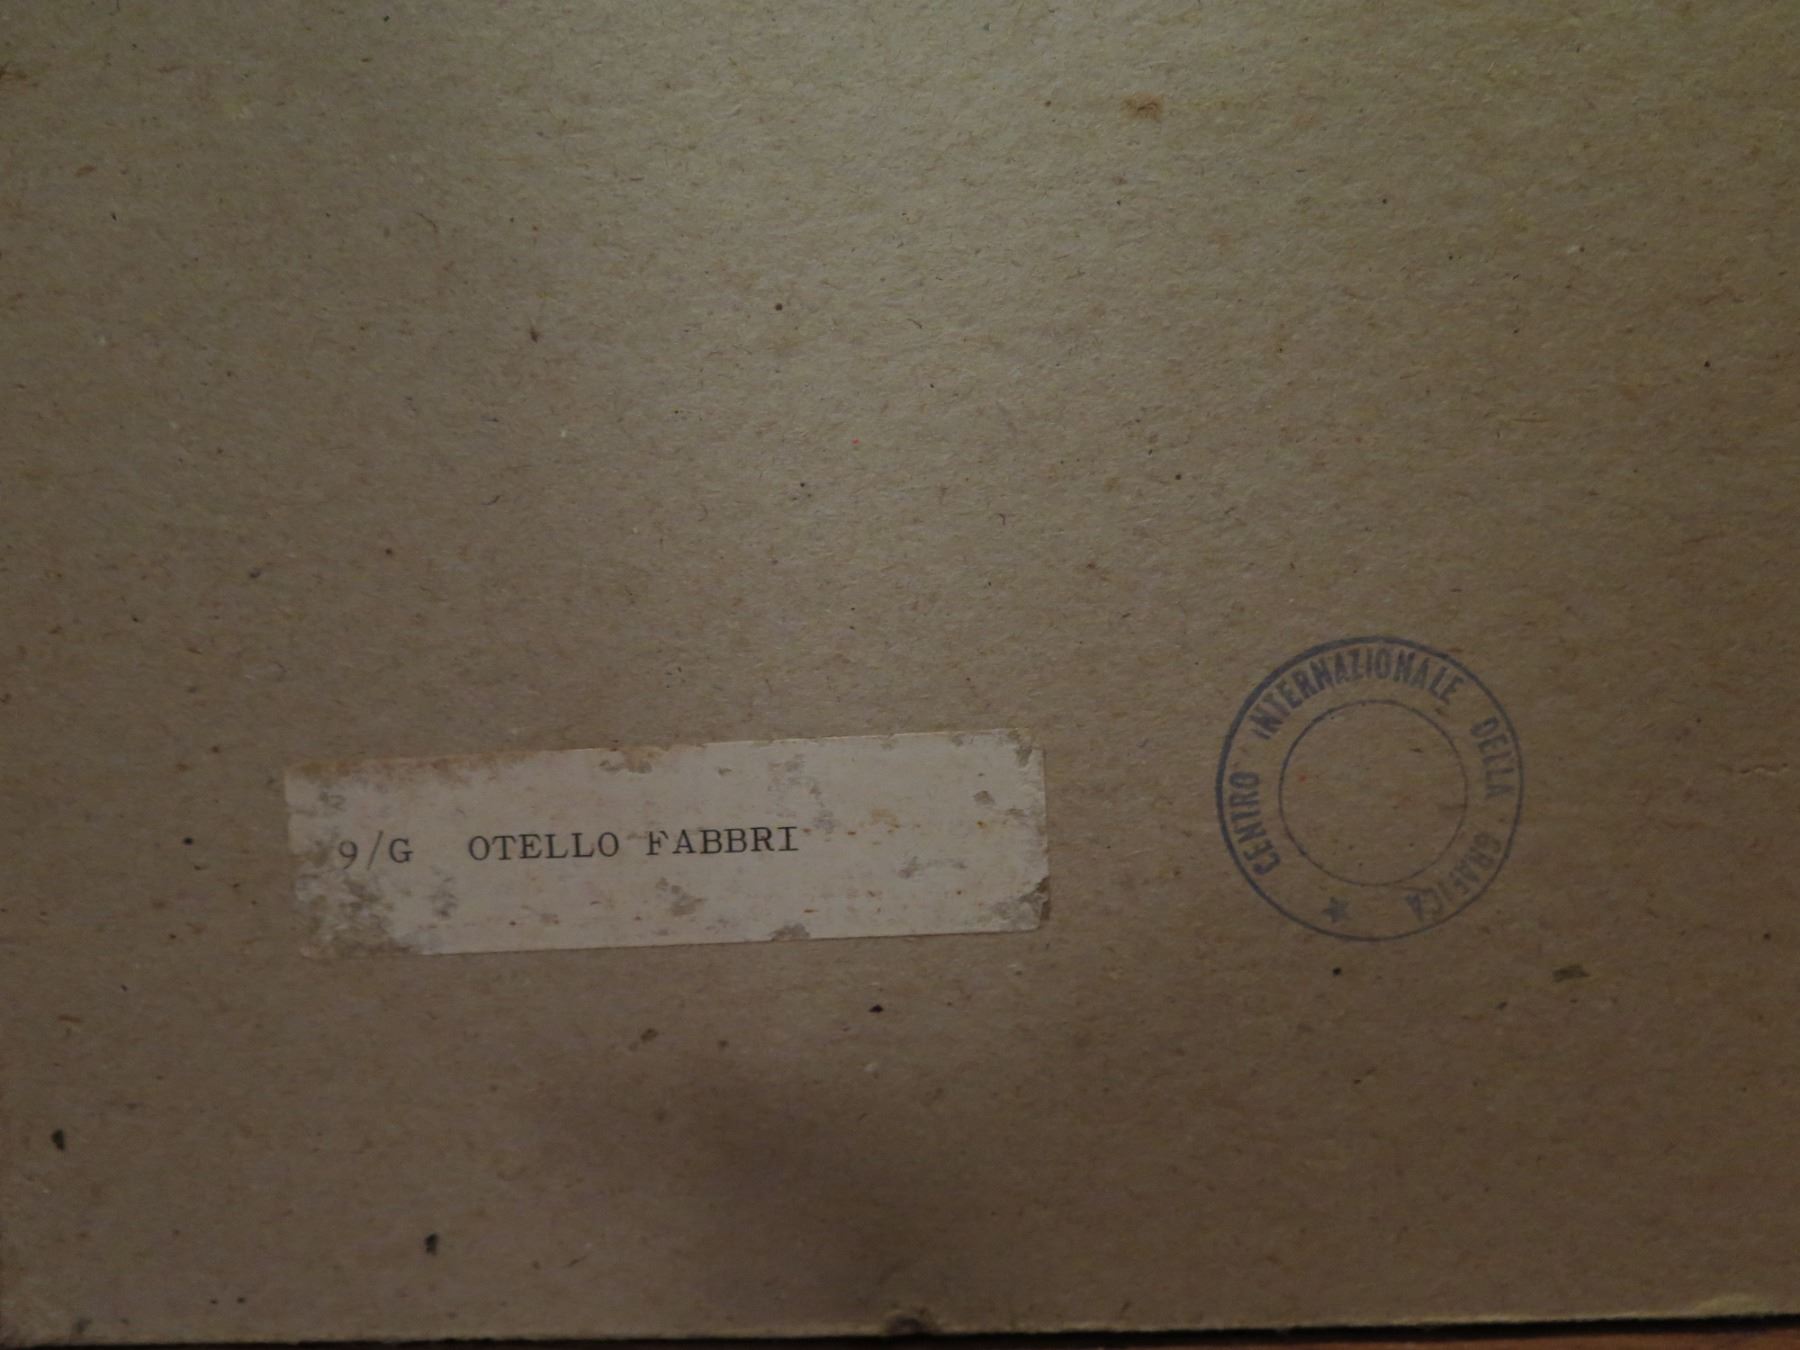 9/G OTELLO FABBRI
CENTRO INTERNAZIONALE DELLA GRAFICA